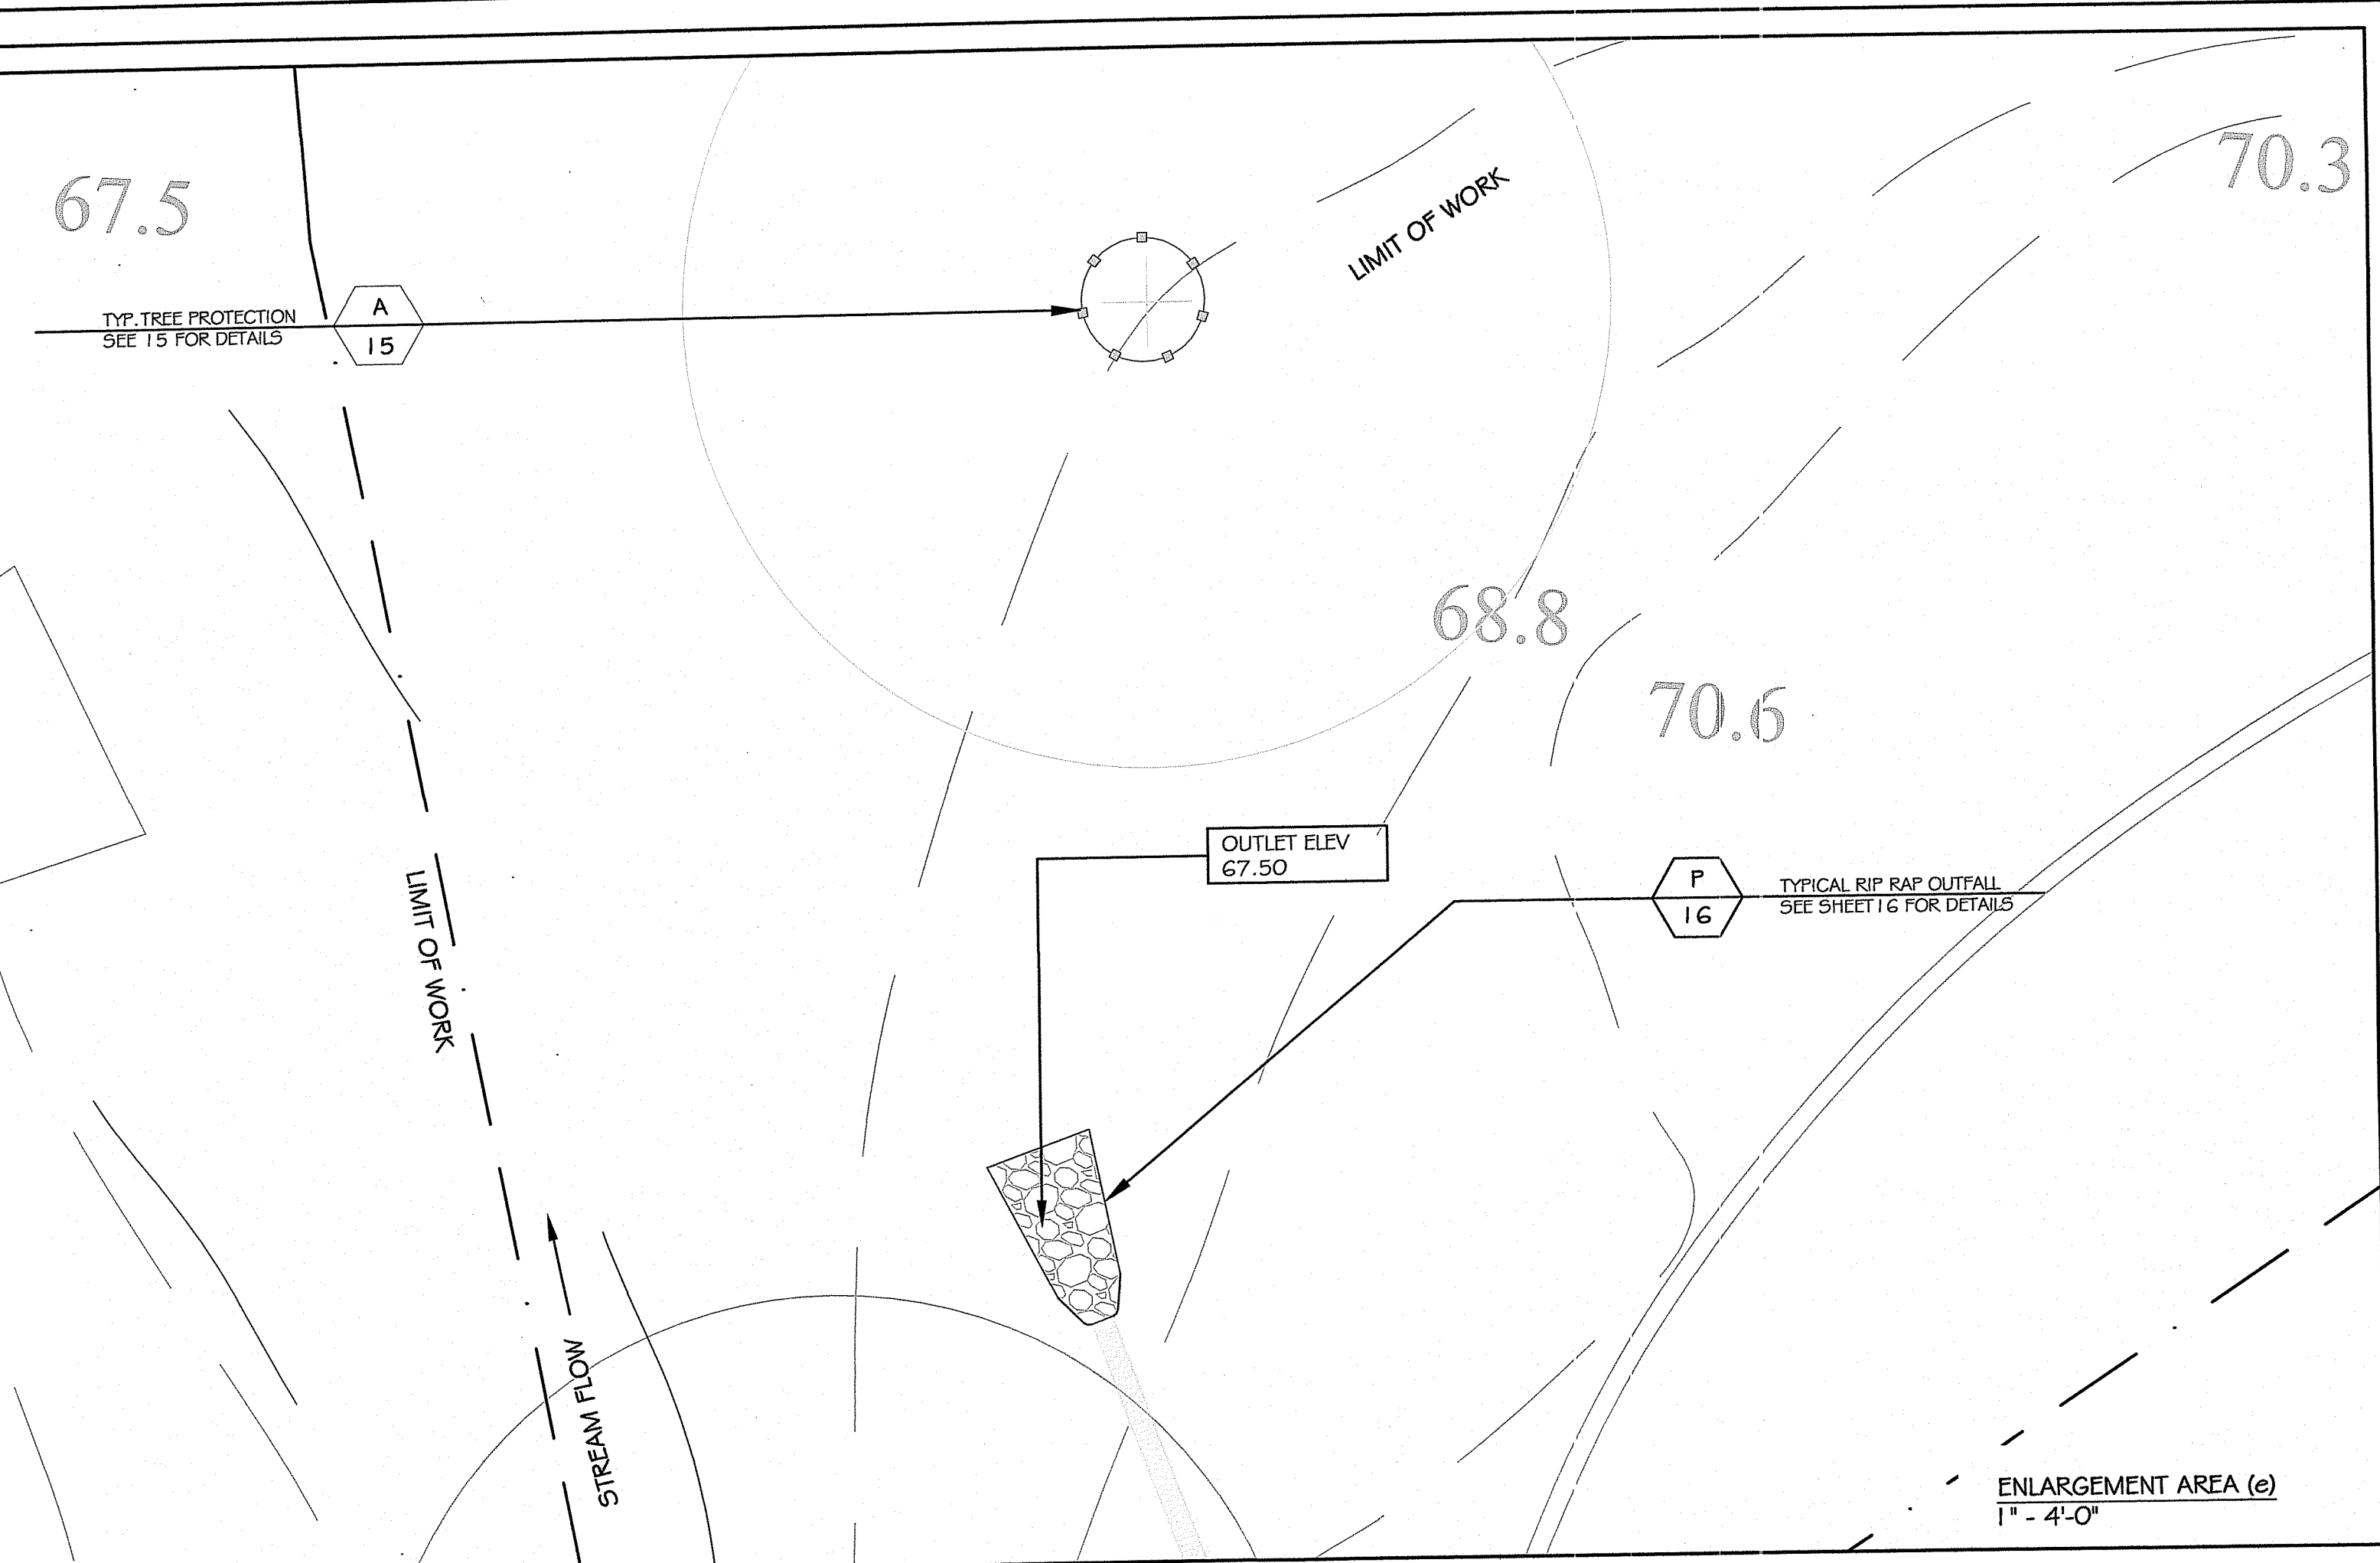 67.5
70.3
LIMIT OF WORK
TYP. TREE PROTECTION
SEE 15 FOR DETAILS
A
15
68.8
70.6
OUTLET ELEV
67.50
P
16
TYPICAL RIP RAP OUTFALL
SEE SHEET 16 FOR DETAILS
LIMIT OF WORK
STREAM FLOW
ENLARGEMENT AREA (e)
1" - 4'-0"